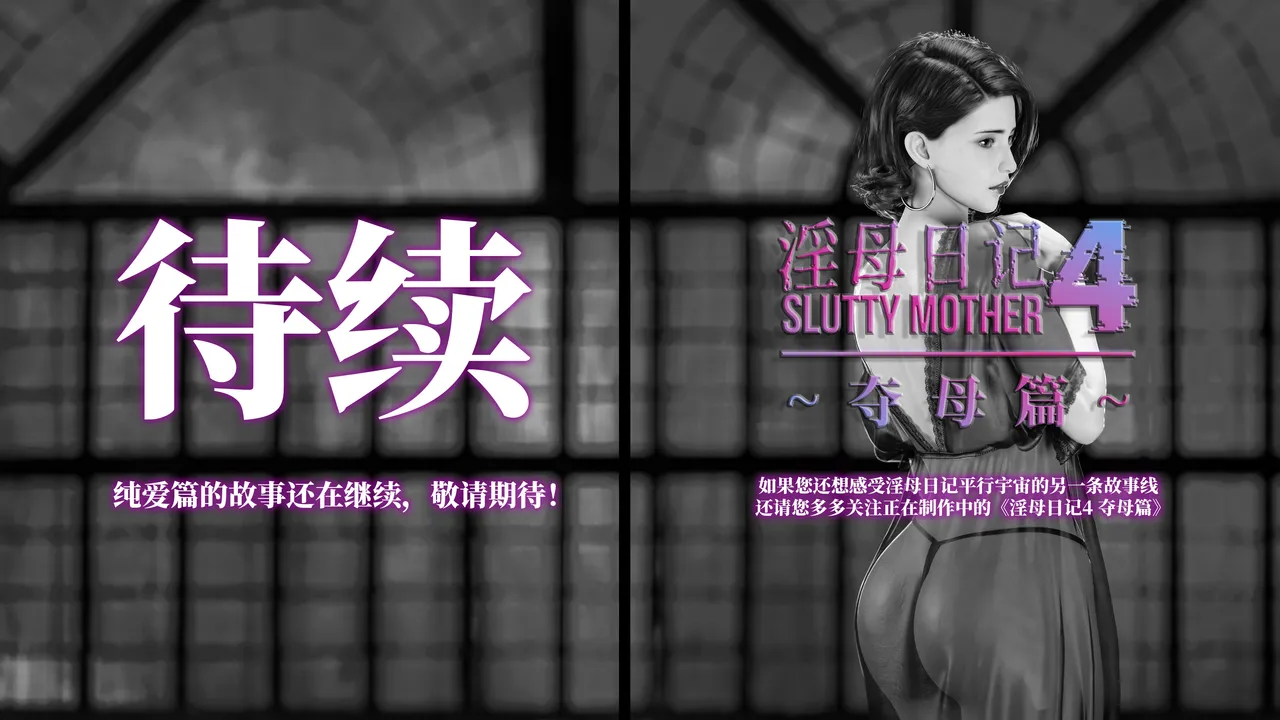 待续
纯爱篇的故事还在继续，敬请期待！
淫母日记4
SLUTTY MOTHER
~夺母篇~
如果您还想感受淫母日记平行宇宙的另一条故事线
还请您多多关注正在制作中的《淫母日记4 夺母篇》